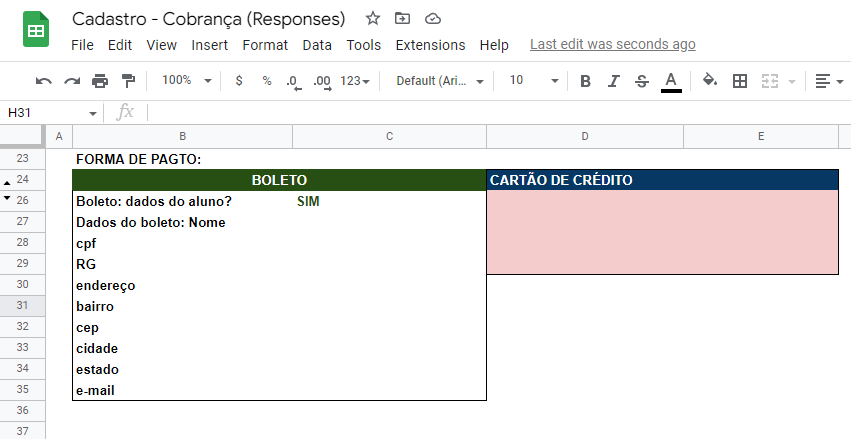 Cadastro - Cobrança (Responses)
File Edit View Insert Format Data Tools Extensions Help Last edit was seconds ago
100% $ % .0 .00 123 Default (Ari... 10 B I S A
H31 fx
A B C D E
23 FORMA DE PAGTO:
24 BOLETO CARTÃO DE CRÉDITO
26 Boleto: dados do aluno? SIM
27 Dados do boleto: Nome
28 cpf
29 RG
30 endereço
31 bairro
32 cep
33 cidade
34 estado
35 e-mail
36
37